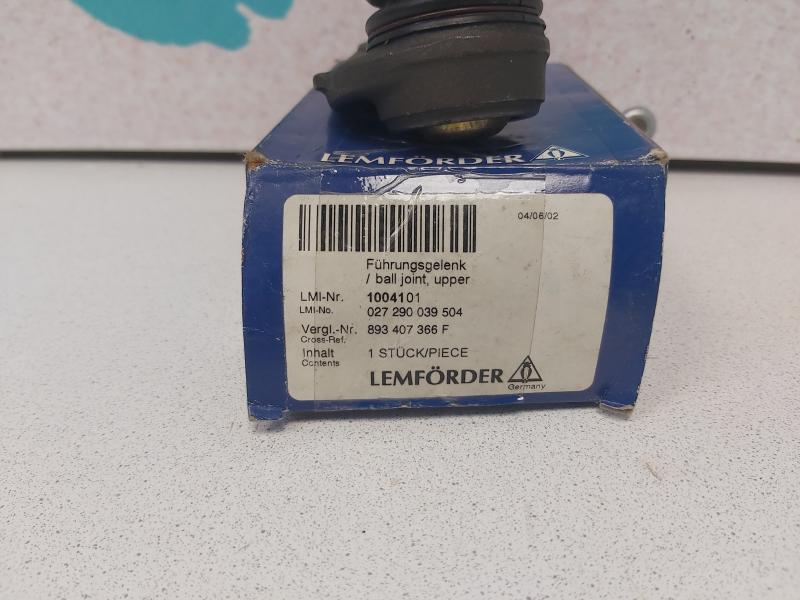 LEMFÖRDER
04/06/02
Führungsgelenk
/ ball joint, upper
LMI-Nr. 1004101
LMI-No. 027 290 039 504
Vergl.-Nr. 893 407 366 F
Cross-Ref.
Inhalt 1 STÜCK/PIECE
Contents
LEMFÖRDER
Germany